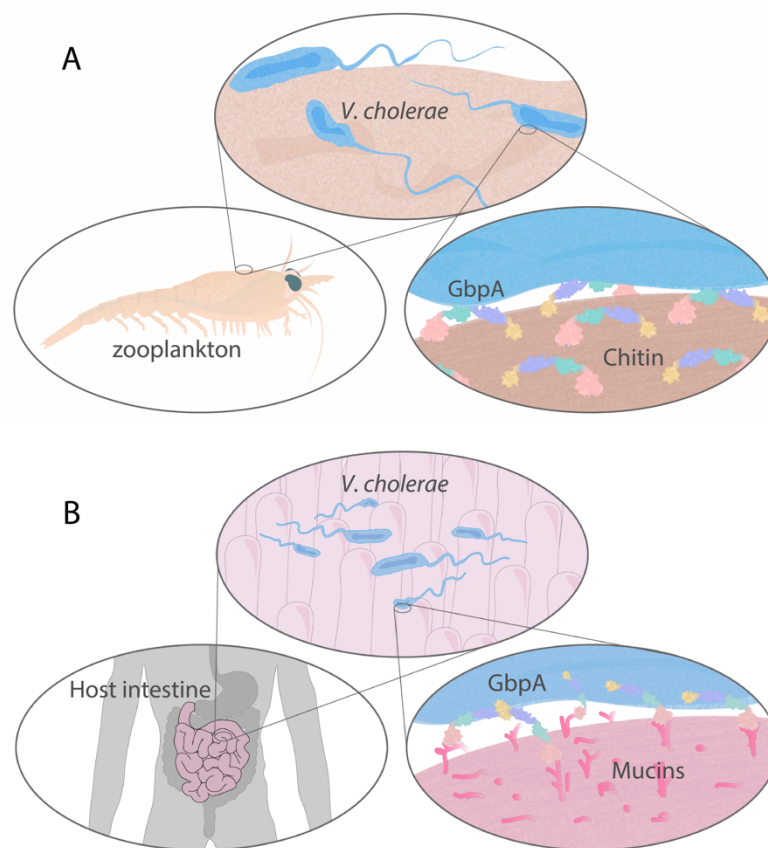 A
V. cholerae
zooplankton
GbpA
Chitin
B
V. cholerae
Host intestine
GbpA
Mucins